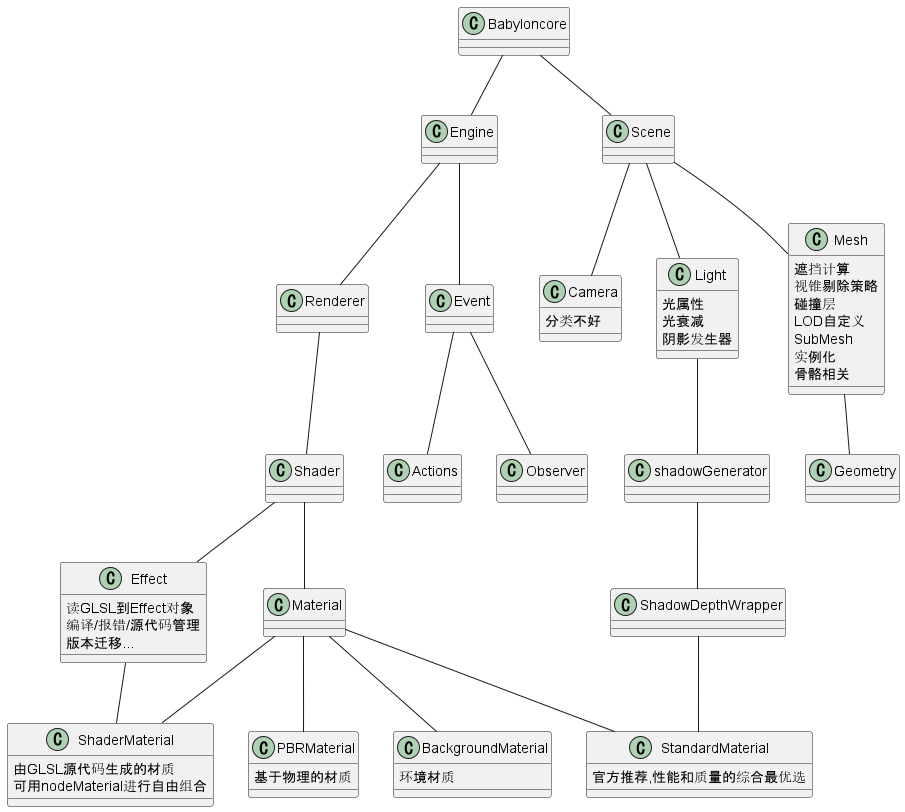 C Babyloncore
C Engine
C Scene
C Mesh
遮挡计算
视锥剔除策略
碰撞层
LOD自定义
SubMesh
实例化
骨骼相关
C Renderer
C Event
C Camera
分类不好
C Light
光属性
光衰减
阴影发生器
C Shader
C Actions
C Observer
C shadowGenerator
C Geometry
C Effect
读GLSL到Effect对象
编译/报错/源代码管理
版本迁移...
C Material
C ShadowDepthWrapper
C ShaderMaterial
由GLSL源代码生成的材质
可用nodeMaterial进行自由组合
C PBRMaterial
基于物理的材质
C BackgroundMaterial
环境材质
C StandardMaterial
官方推荐,性能和质量的综合最优选